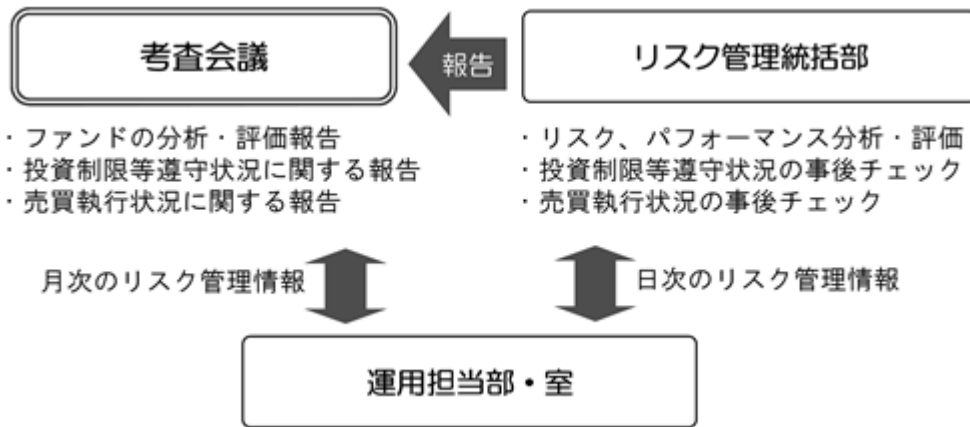 考査会議
報告
リスク管理統括部
・ファンドの分析・評価報告
・投資制限等遵守状況に関する報告
・売買執行状況に関する報告
・リスク、パフォーマンス分析・評価
・投資制限等遵守状況の事後チェック
・売買執行状況の事後チェック
月次のリスク管理情報
日次のリスク管理情報
運用担当部・室